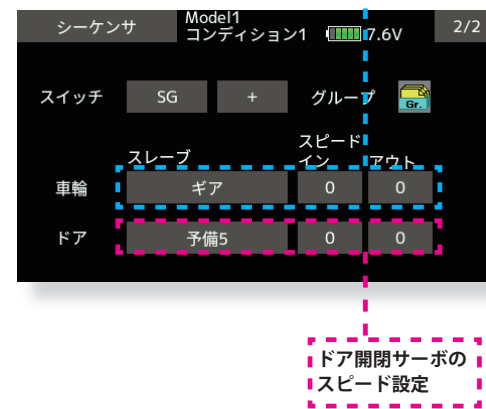 シーケンサ Model1 2/2
コンディション1 7.6V
スイッチ SG + グループ Gr.
スピード
スレーブ イン アウト
車輪 ギア 0 0
ドア 予備5 0 0
ドア開閉サーボの
スピード設定